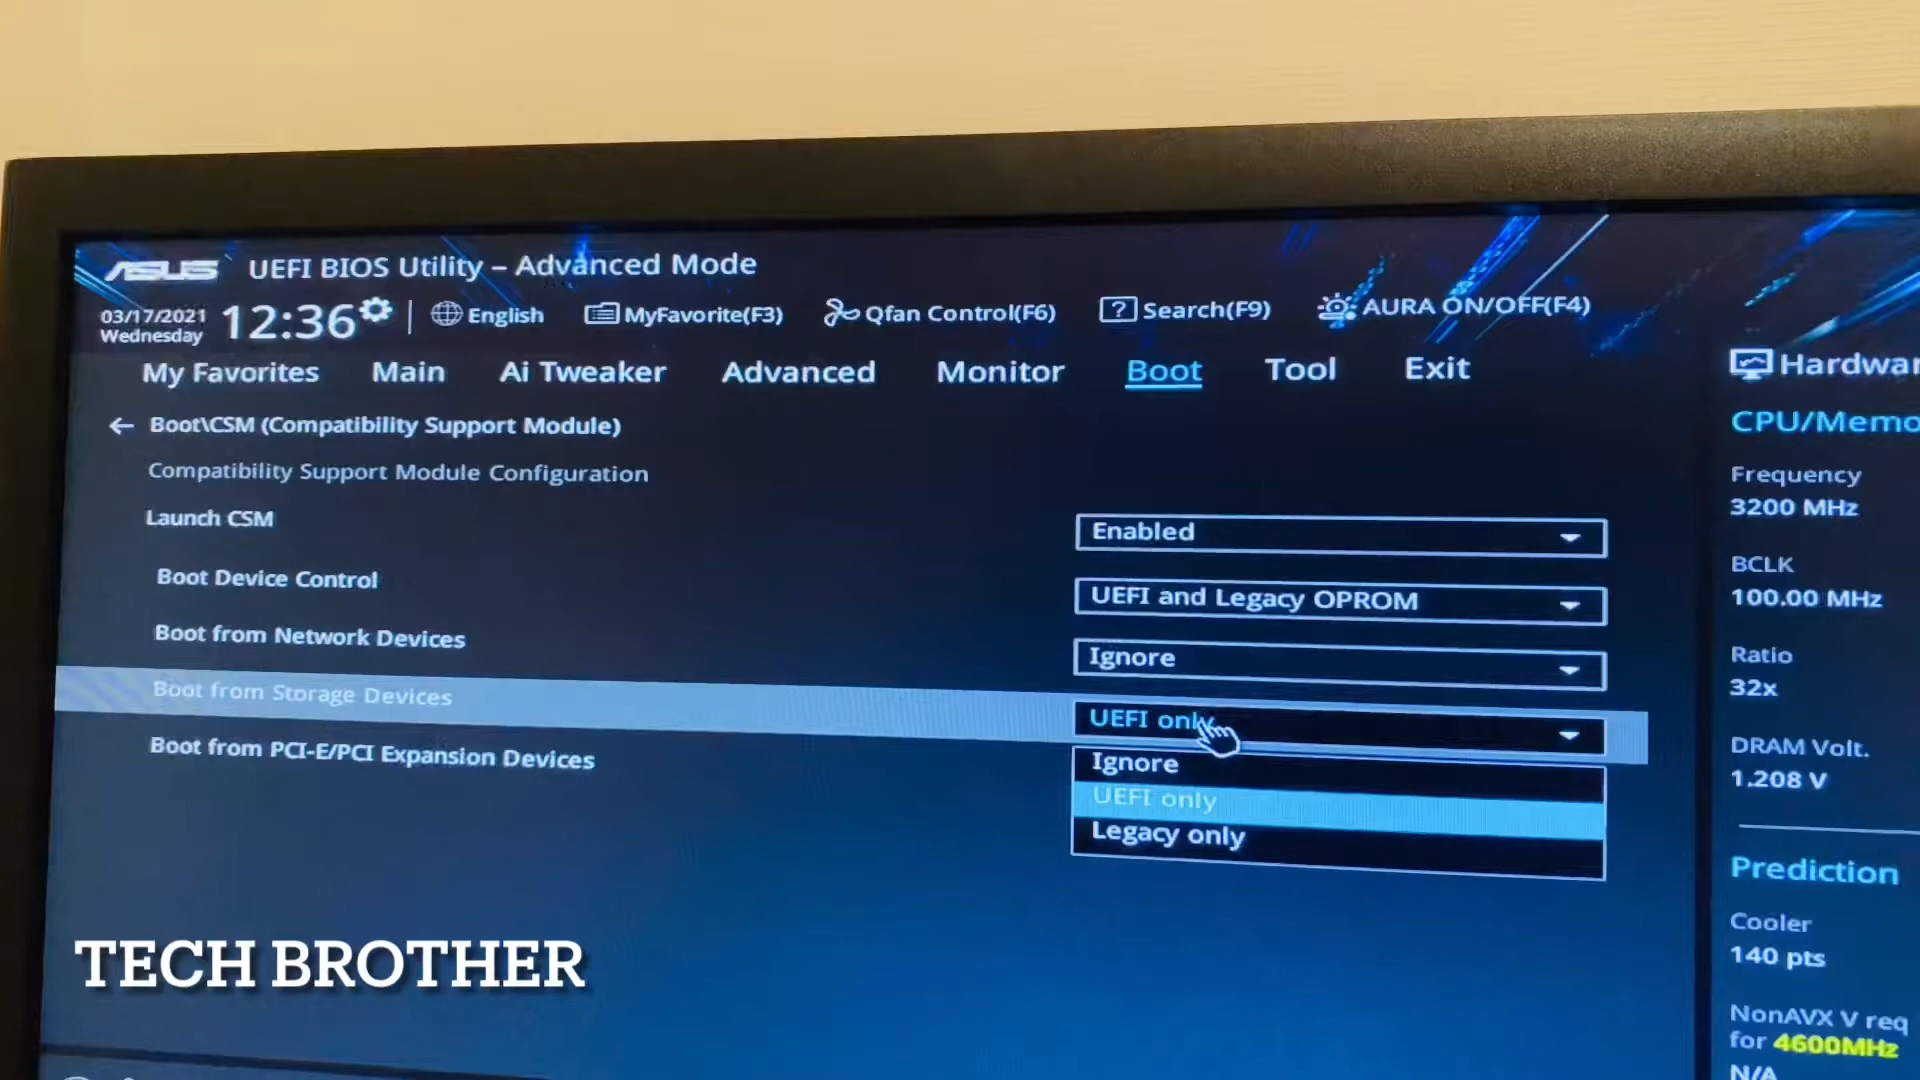 ASUS UEFI BIOS Utility – Advanced Mode
03/17/2021
Wednesday
12:36
English
MyFavorite(F3)
Qfan Control(F6)
? Search(F9)
AURA ON/OFF(F4)
My Favorites
Main
Ai Tweaker
Advanced
Monitor
Boot
Tool
Exit
← Boot\CSM (Compatibility Support Module)
Compatibility Support Module Configuration
Launch CSM
Enabled
Boot Device Control
UEFI and Legacy OPROM
Boot from Network Devices
Ignore
Boot from Storage Devices
UEFI only
Ignore
UEFI only
Legacy only
Boot from PCI-E/PCI Expansion Devices
Hardwar
CPU/Memo
Frequency
3200 MHz
BCLK
100.00 MHz
Ratio
32x
DRAM Volt.
1.208 V
Prediction
Cooler
140 pts
NonAVX V req
for 4600MHz
N/A
TECH BROTHER